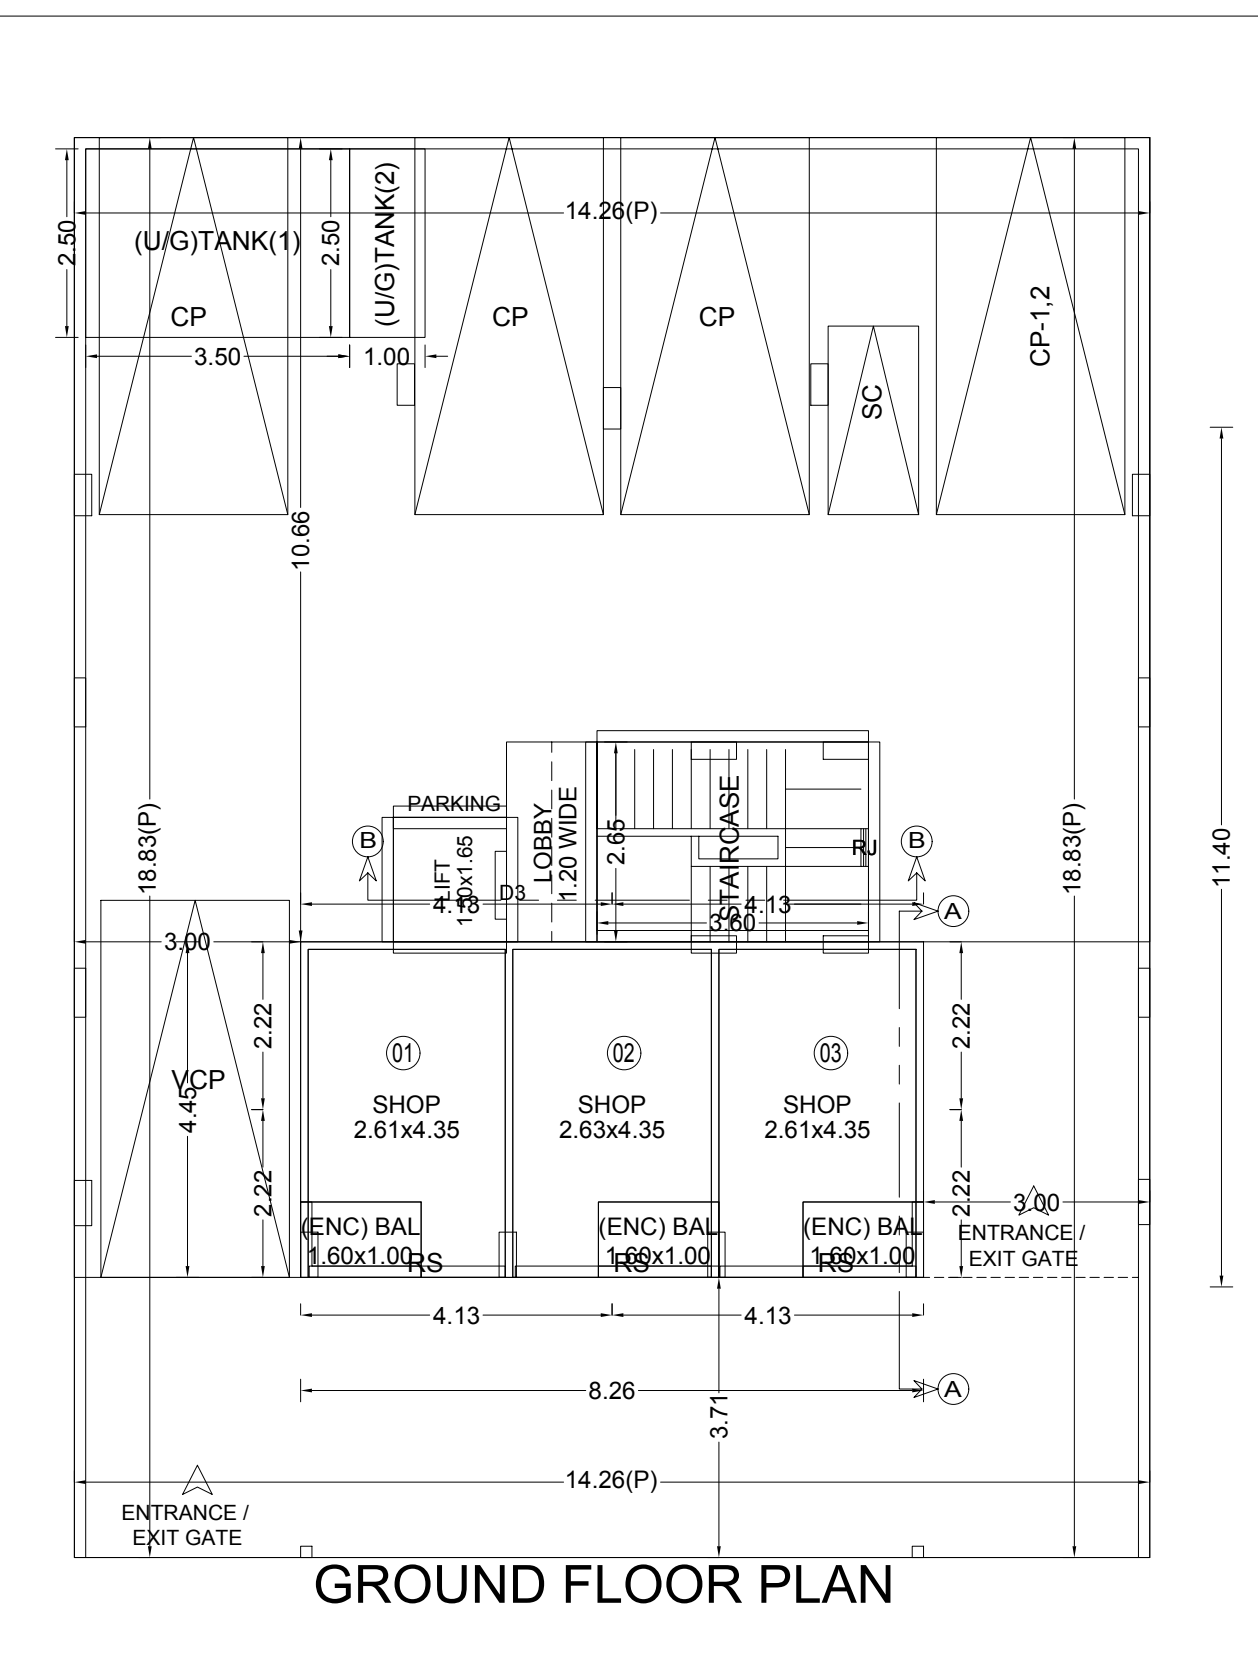 14.26(P)
2.50
(U/G)TANK(1)
2.50
(U/G)TANK(2)
CP
CP
CP
CP-1,2
3.50
1.00
SC
10.66
11.40
PARKING
18.83(P)
B
LIFT
D3
LOBBY
1.20 WIDE
2.65
STAIRCASE
RJ
B
18.83(P)
4.13
4.13
3.60
A
3.00
2.22
2.22
01
02
03
VCP
4.45
SHOP
2.61x4.35
SHOP
2.63x4.35
SHOP
2.61x4.35
2.22
2.22
3.00
(ENC) BAL
1.60x1.00
RS
(ENC) BAL
1.60x1.00
RS
(ENC) BAL
1.60x1.00
RS
ENTRANCE /
EXIT GATE
4.13
4.13
8.26
A
3.71
14.26(P)
ENTRANCE /
EXIT GATE
GROUND FLOOR PLAN